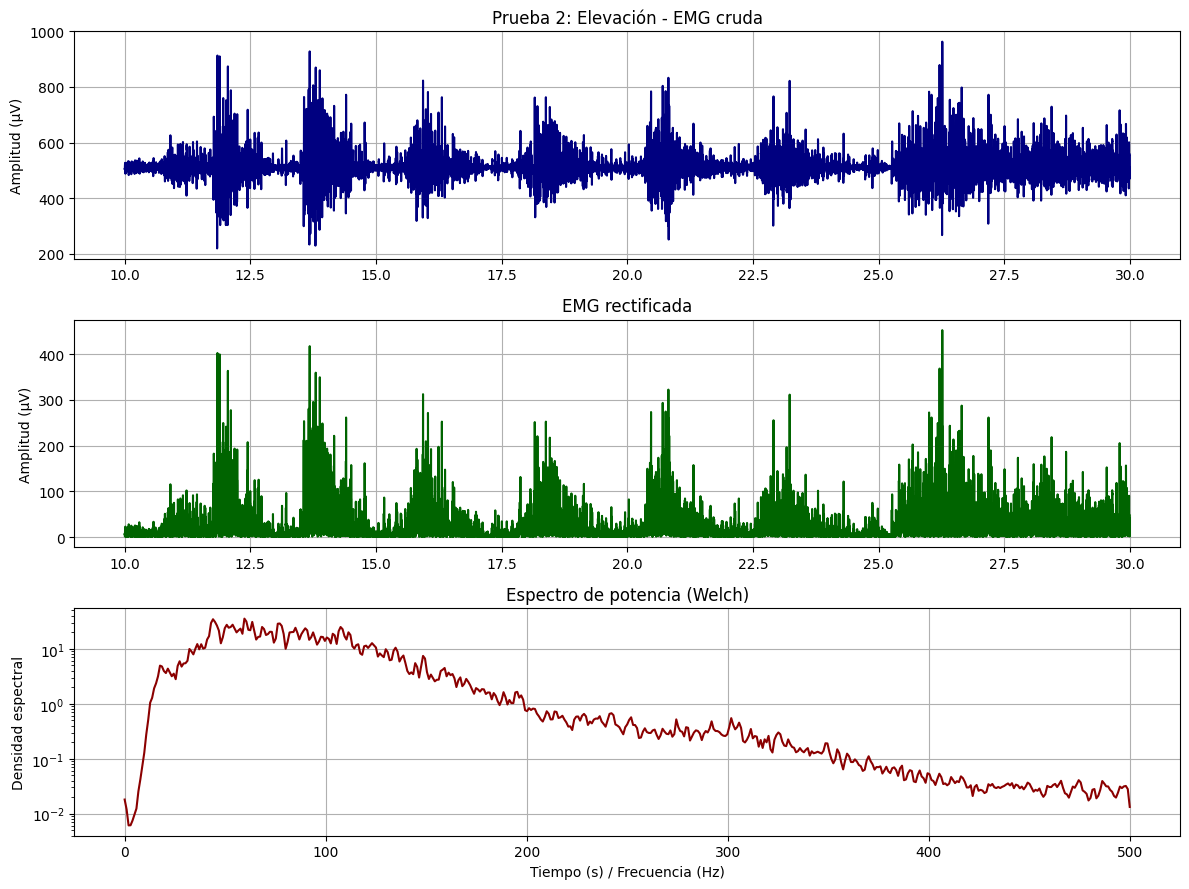 Prueba 2: Elevación - EMG cruda
Amplitud (µV)
1000
800
600
400
200
10.0 12.5 15.0 17.5 20.0 22.5 25.0 27.5 30.0
EMG rectificada
Amplitud (µV)
400
300
200
100
0
10.0 12.5 15.0 17.5 20.0 22.5 25.0 27.5 30.0
Espectro de potencia (Welch)
Densidad espectral
10¹
10⁰
10⁻¹
10⁻²
0 100 200 300 400 500
Tiempo (s) / Frecuencia (Hz)